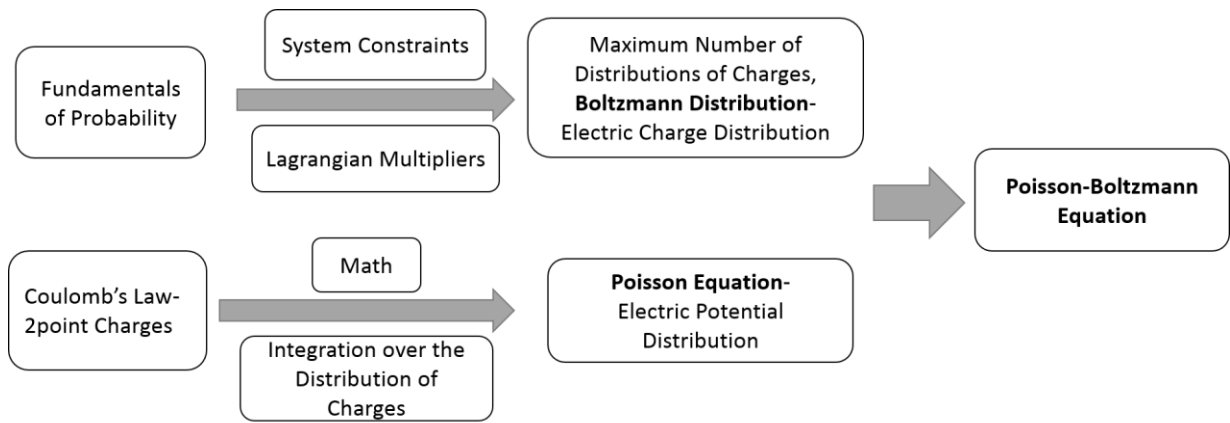 Fundamentals
of Probability
System Constraints
Lagrangian Multipliers
Maximum Number of
Distributions of Charges,
Boltzmann Distribution-
Electric Charge Distribution
Poisson-Boltzmann
Equation
Coulomb’s Law-
2point Charges
Math
Integration over the
Distribution of
Charges
Poisson Equation-
Electric Potential
Distribution